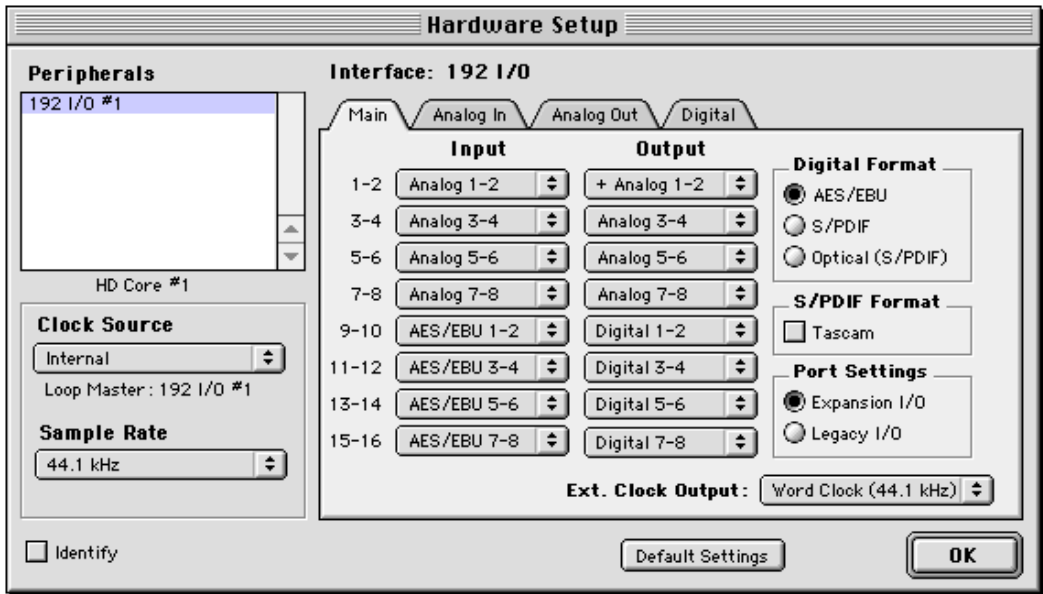 Hardware Setup
Peripherals
192 I/O #1
HD Core #1
Clock Source
Internal
Loop Master : 192 I/O #1
Sample Rate
44.1 kHz
Identify
Interface: 192 I/O
Main Analog In Analog Out Digital
Input Output
1-2 Analog 1-2 + Analog 1-2
3-4 Analog 3-4 Analog 3-4
5-6 Analog 5-6 Analog 5-6
7-8 Analog 7-8 Analog 7-8
9-10 AES/EBU 1-2 Digital 1-2
11-12 AES/EBU 3-4 Digital 3-4
13-14 AES/EBU 5-6 Digital 5-6
15-16 AES/EBU 7-8 Digital 7-8
Digital Format
AES/EBU
S/PDIF
Optical (S/PDIF)
S/PDIF Format
Tascam
Port Settings
Expansion I/O
Legacy I/O
Ext. Clock Output: Word Clock (44.1 kHz)
Default Settings
OK